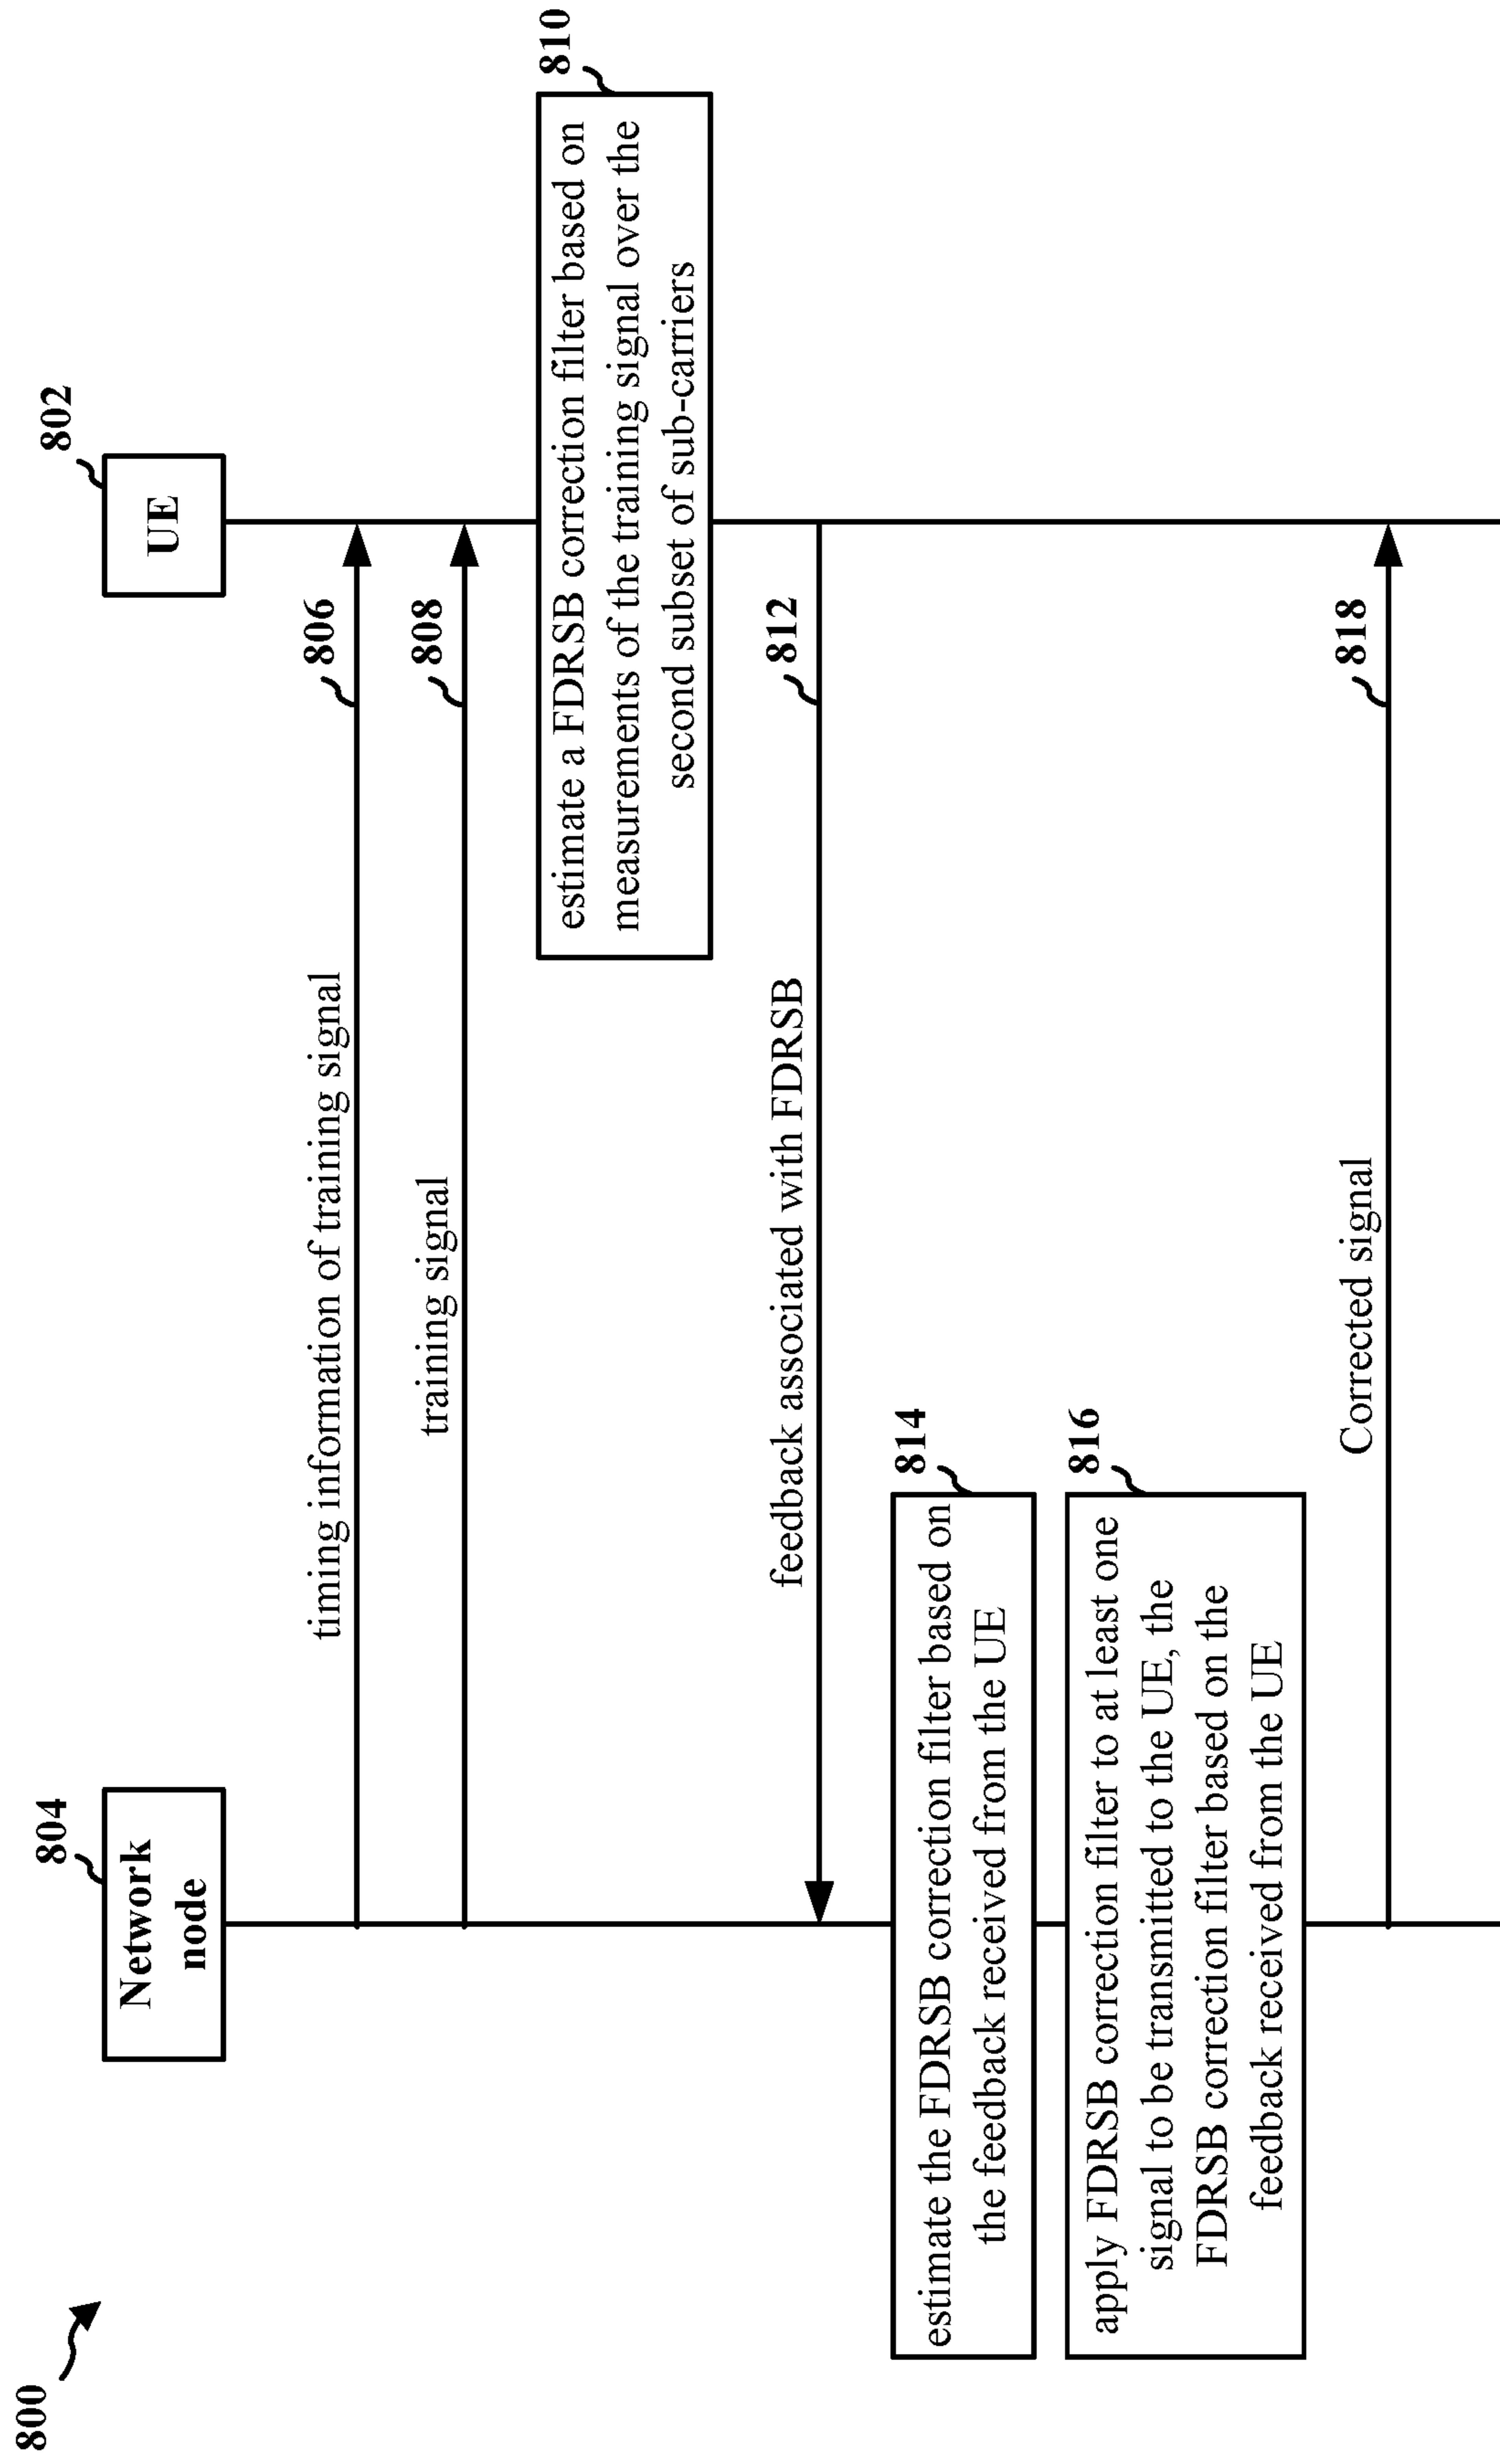 800
804
Network
node
802
UE
806
timing information of training signal
808
training signal
810
estimate a FDRSB correction filter based on
measurements of the training signal over the
second subset of sub-carriers
812
feedback associated with FDRSB
814
estimate the FDRSB correction filter based on
the feedback received from the UE
816
apply FDRSB correction filter to at least one
signal to be transmitted to the UE, the
FDRSB correction filter based on the
feedback received from the UE
818
Corrected signal